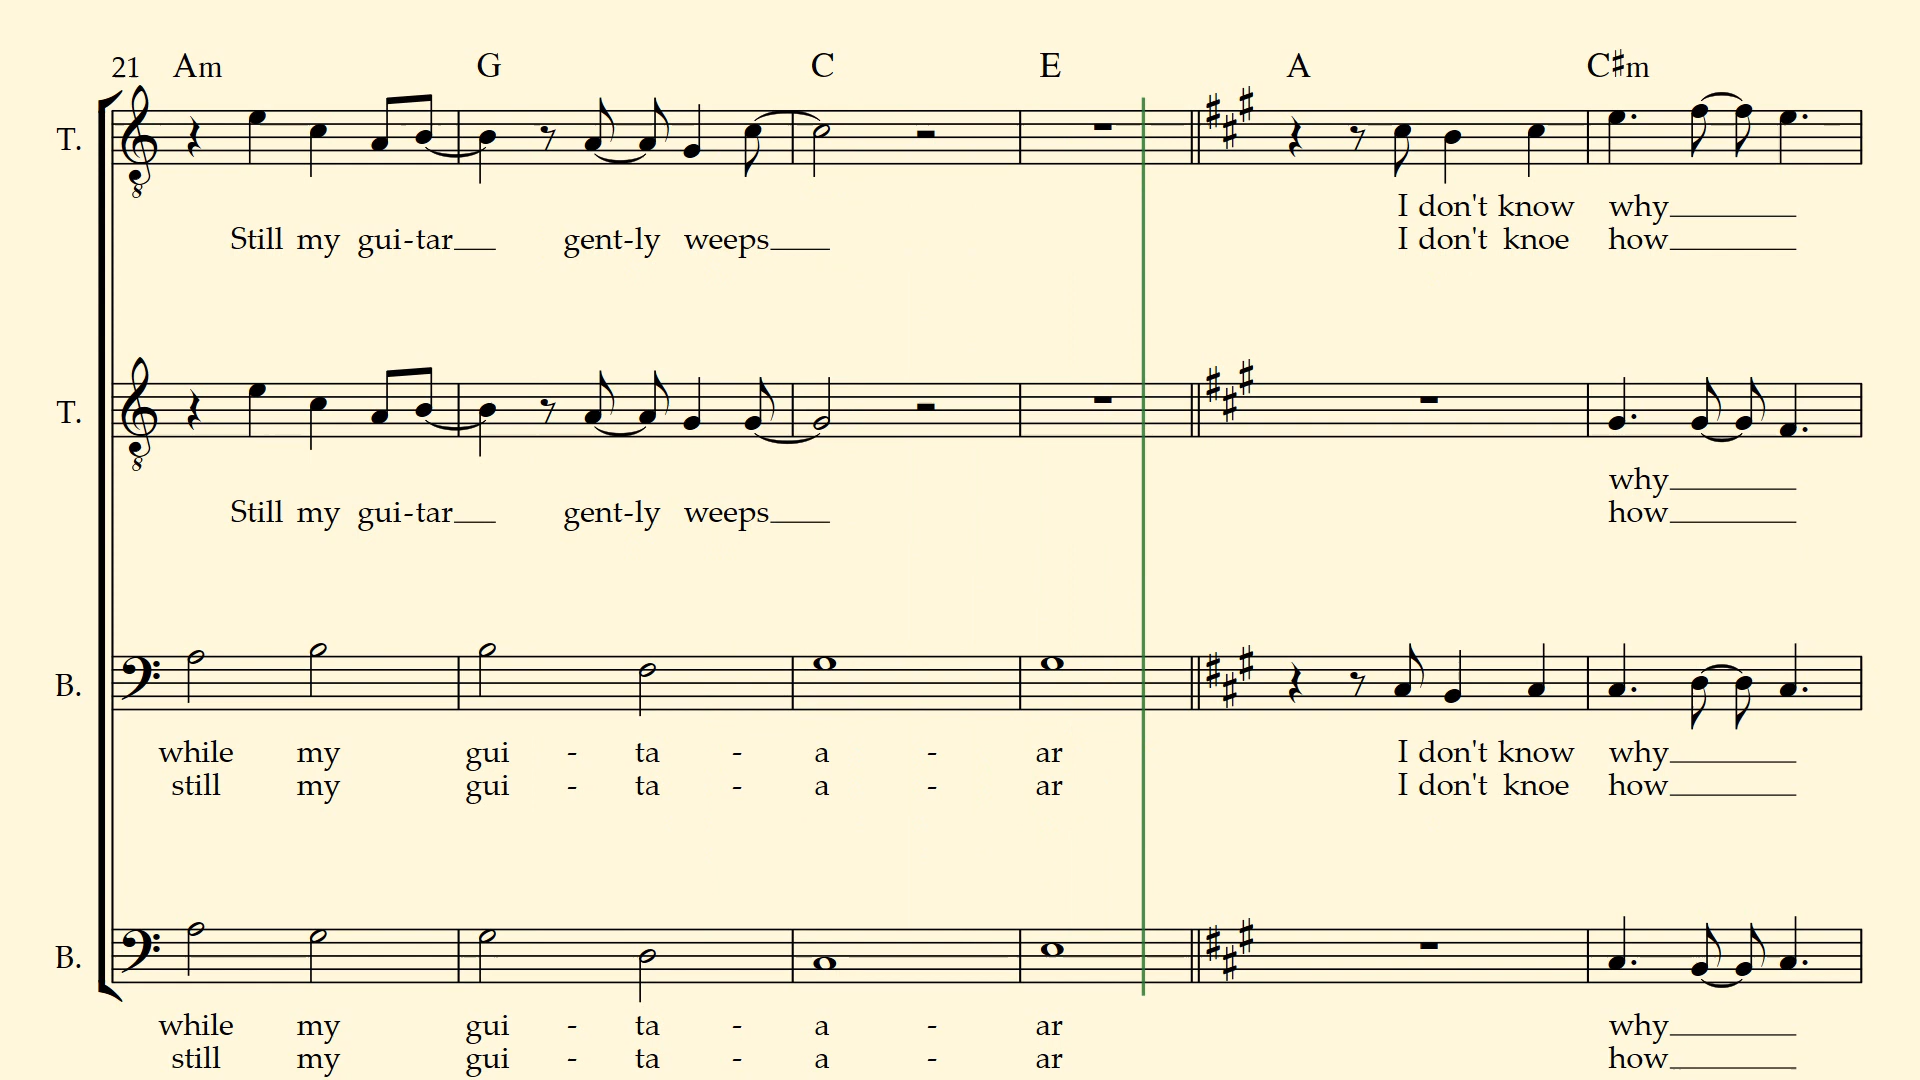 21 Am G C E A C♯m
T.
8
I don't know why
Still my gui-tar gent-ly weeps I don't knoe how
T.
8
why
Still my gui-tar gent-ly weeps how
B.
while my gui - ta - a - ar I don't know why
still my gui - ta - a - ar I don't knoe how
B.
while my gui - ta - a - ar why
still my gui - ta - a - ar how